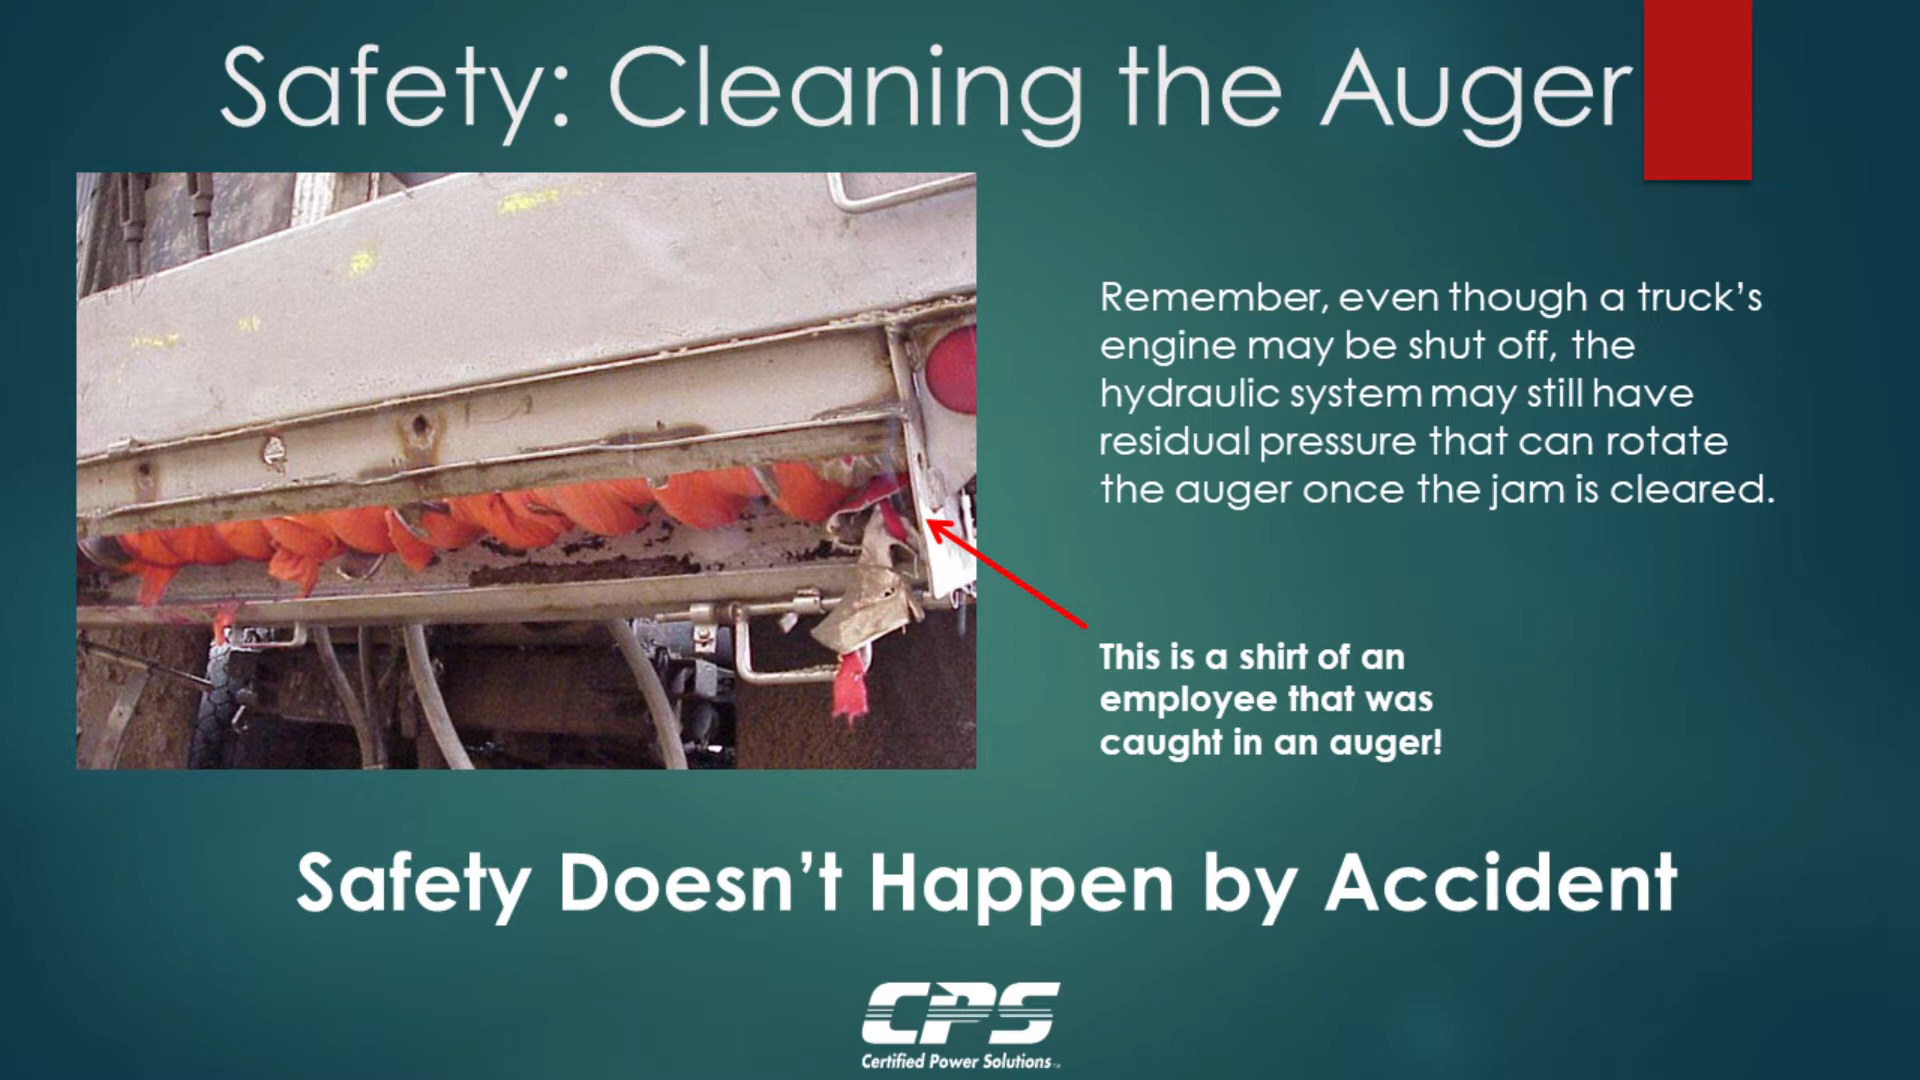 Safety: Cleaning the Auger
Remember, even though a truck's
engine may be shut off, the
hydraulic system may still have
residual pressure that can rotate
the auger once the jam is cleared.
This is a shirt of an
employee that was
caught in an auger!
Safety Doesn't Happen by Accident
CPS
Certified Power Solutions